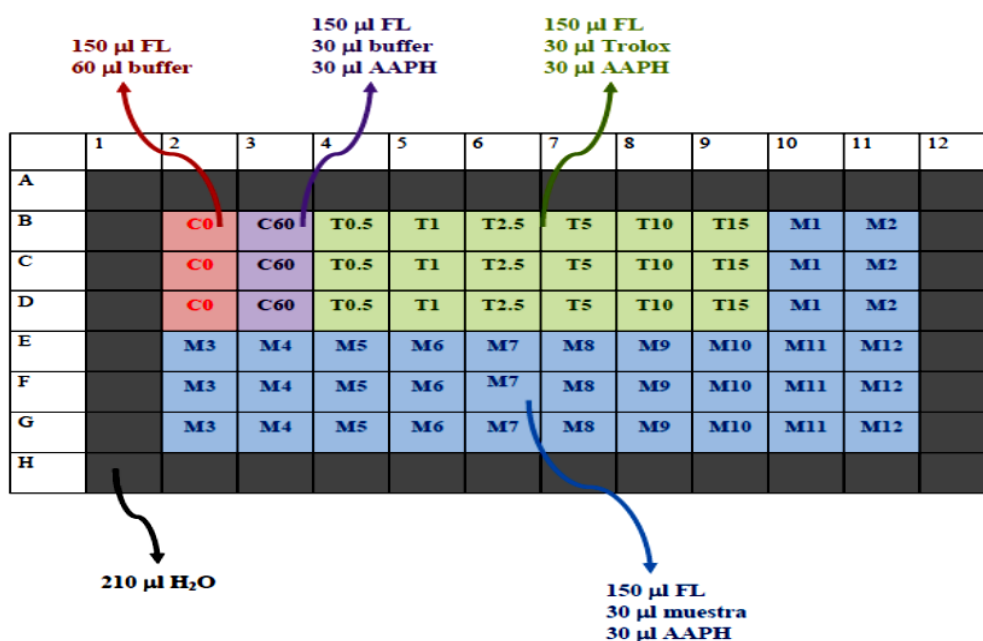 150 µl FL
60 µl buffer
150 µl FL
30 µl buffer
30 µl AAPH
150 µl FL
30 µl Trolox
30 µl AAPH
1 2 3 4 5 6 7 8 9 10 11 12
A
B C0 C60 T0.5 T1 T2.5 T5 T10 T15 M1 M2
C C0 C60 T0.5 T1 T2.5 T5 T10 T15 M1 M2
D C0 C60 T0.5 T1 T2.5 T5 T10 T15 M1 M2
E M3 M4 M5 M6 M7 M8 M9 M10 M11 M12
F M3 M4 M5 M6 M7 M8 M9 M10 M11 M12
G M3 M4 M5 M6 M7 M8 M9 M10 M11 M12
H
210 µl H₂O
150 µl FL
30 µl muestra
30 µl AAPH